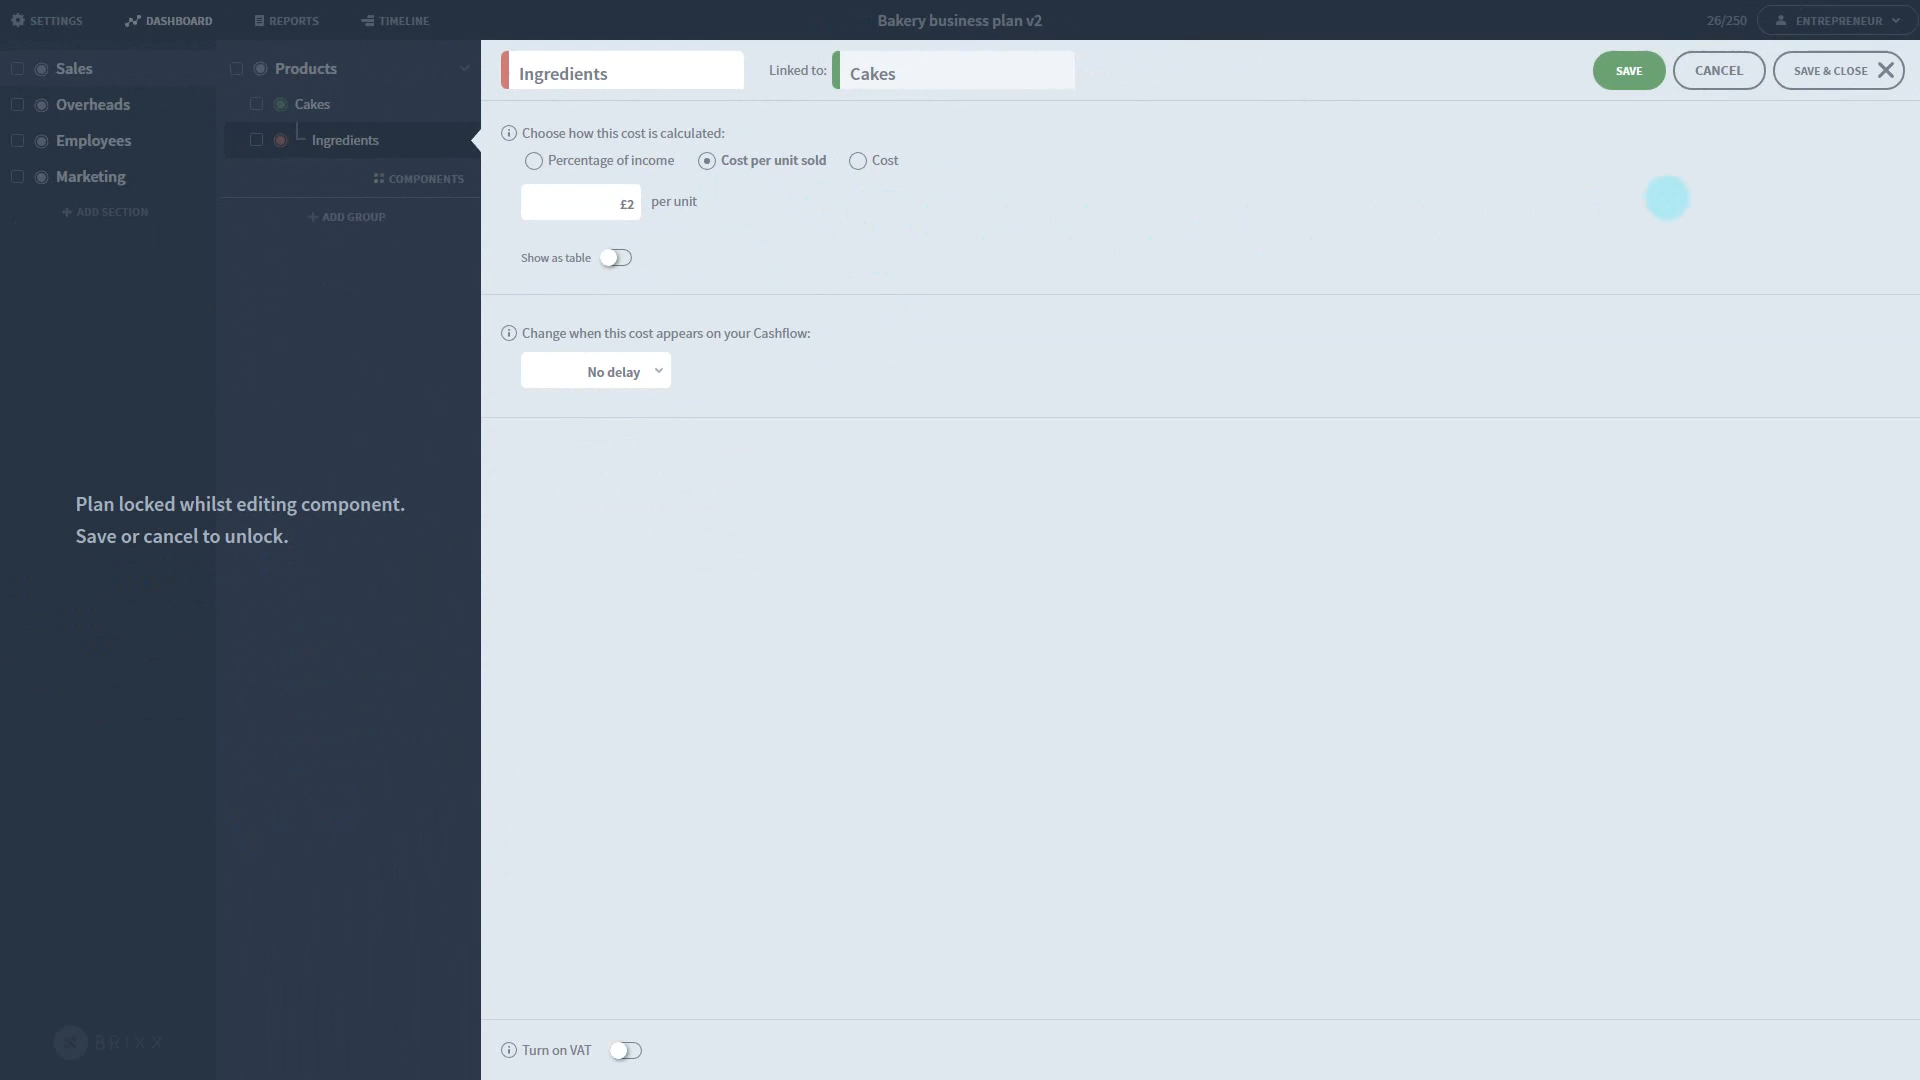 SETTINGS
DASHBOARD
REPORTS
TIMELINE
Bakery business plan v2
26/250
ENTREPRENEUR
Sales
Overheads
Employees
Marketing
+ ADD SECTION
Products
Cakes
Ingredients
COMPONENTS
+ ADD GROUP
Plan locked whilst editing component.
Save or cancel to unlock.
BRIXX
Ingredients
Linked to:
Cakes
SAVE
CANCEL
SAVE & CLOSE
Choose how this cost is calculated:
Percentage of income
Cost per unit sold
Cost
£2
per unit
Show as table
Change when this cost appears on your Cashflow:
No delay
Turn on VAT